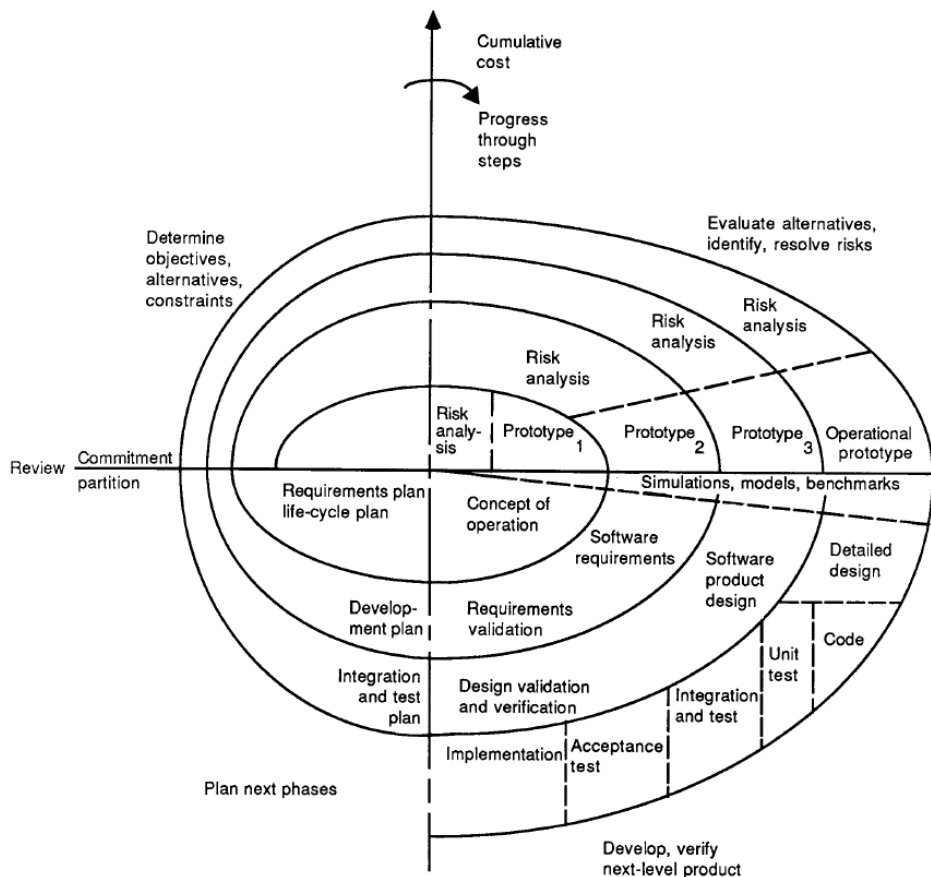 Cumulative
cost
Progress
through
steps
Determine
objectives,
alternatives,
constraints
Evaluate alternatives,
identify, resolve risks
Risk
analysis
Risk
analysis
Risk
analysis
Risk
analy-
sis
Prototype 1
Prototype 2
Prototype 3
Operational
prototype
Review
Commitment
partition
Simulations, models, benchmarks
Requirements plan
life-cycle plan
Concept of
operation
Software
requirements
Software
product
design
Detailed
design
Develop-
ment plan
Requirements
validation
Code
Unit
test
Integration
and test
plan
Design validation
and verification
Integration
and test
Implementation
Acceptance
test
Plan next phases
Develop, verify
next-level product